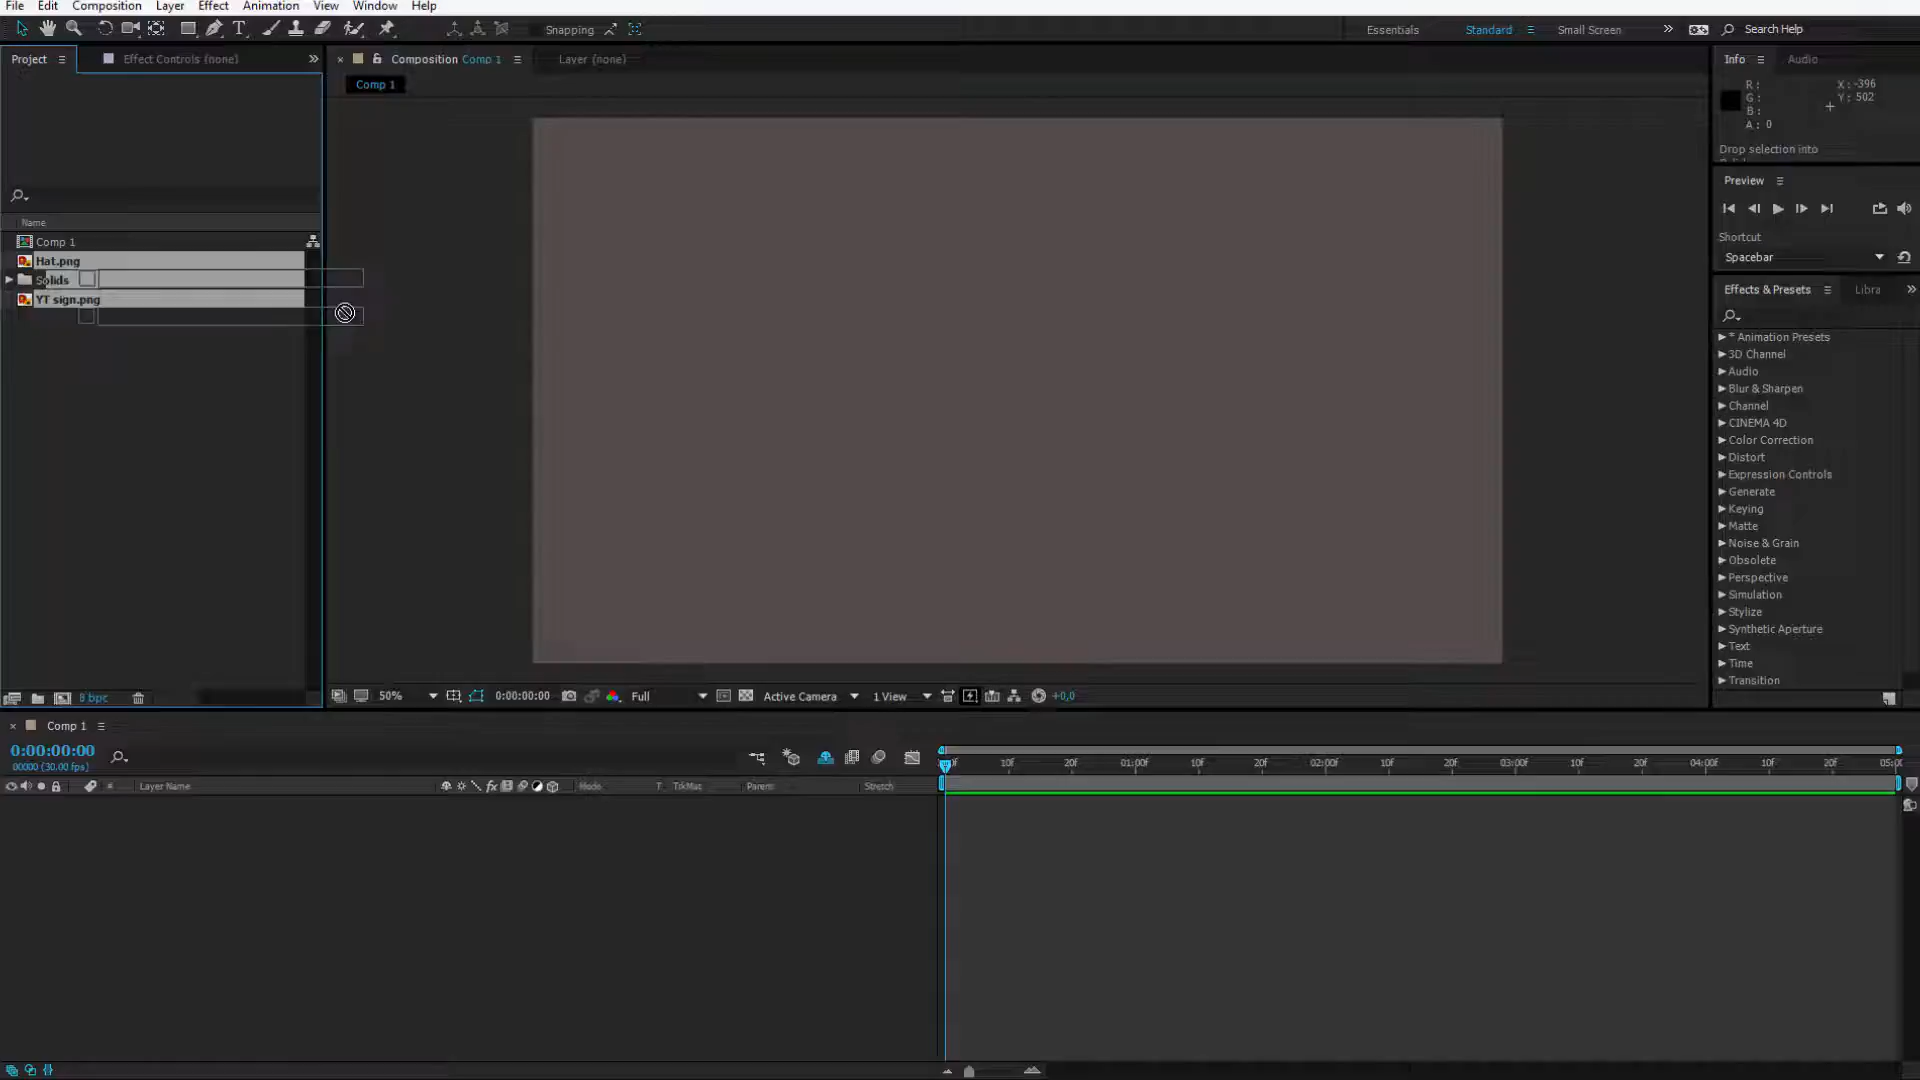 File Edit Composition Layer Effect Animation View Window Help
Snapping Essentials Standard Small Screen Search Help
Project Effect Controls (none) Composition Comp 1 Layer (none) Info Audio
Comp 1
R: X: -396
G: Y: 502
B:
A: 0
Drop selection into
Preview
Shortcut
Spacebar
Effects & Presets Libra
* Animation Presets
3D Channel
Audio
Blur & Sharpen
Channel
CINEMA 4D
Color Correction
Distort
Expression Controls
Generate
Keying
Matte
Noise & Grain
Obsolete
Perspective
Simulation
Stylize
Synthetic Aperture
Text
Time
Transition
Name
Comp 1
Hat.png
Solids
YT sign.png
8 bpc
50% 0:00:00:00 Full Active Camera 1 View +0,0
Comp 1
0:00:00:00
00000 (30.00 fps)
# Layer Name Mode T TrkMat Parent Stretch
10f 20f 01:00f 10f 20f 02:00f 10f 20f 03:00f 10f 20f 04:00f 10f 20f 05:00